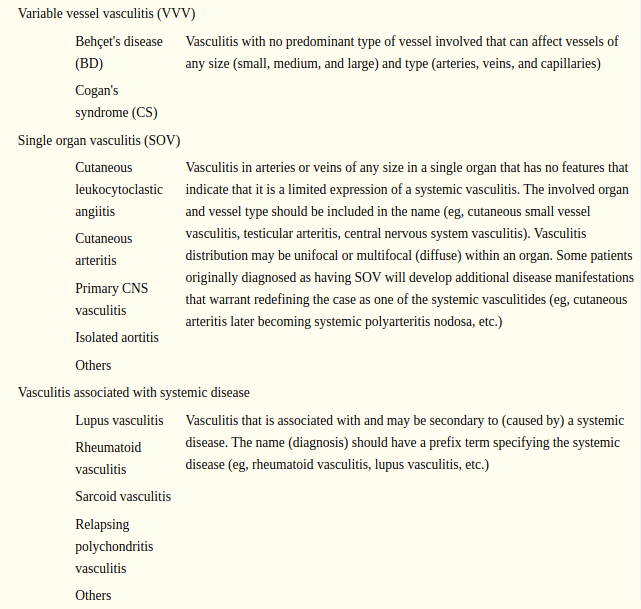 Variable vessel vasculitis (VVV)
Behçet's disease
(BD)
Vasculitis with no predominant type of vessel involved that can affect vessels of
any size (small, medium, and large) and type (arteries, veins, and capillaries)
Cogan's
syndrome (CS)
Single organ vasculitis (SOV)
Cutaneous
leukocytoclastic
angiitis
Cutaneous
arteritis
Primary CNS
vasculitis
Isolated aortitis
Others
Vasculitis in arteries or veins of any size in a single organ that has no features that
indicate that it is a limited expression of a systemic vasculitis. The involved organ
and vessel type should be included in the name (eg, cutaneous small vessel
vasculitis, testicular arteritis, central nervous system vasculitis). Vasculitis
distribution may be unifocal or multifocal (diffuse) within an organ. Some patients
originally diagnosed as having SOV will develop additional disease manifestations
that warrant redefining the case as one of the systemic vasculitides (eg, cutaneous
arteritis later becoming systemic polyarteritis nodosa, etc.)
Vasculitis associated with systemic disease
Lupus vasculitis
Rheumatoid
vasculitis
Sarcoid vasculitis
Relapsing
polychondritis
vasculitis
Others
Vasculitis that is associated with and may be secondary to (caused by) a systemic
disease. The name (diagnosis) should have a prefix term specifying the systemic
disease (eg, rheumatoid vasculitis, lupus vasculitis, etc.)